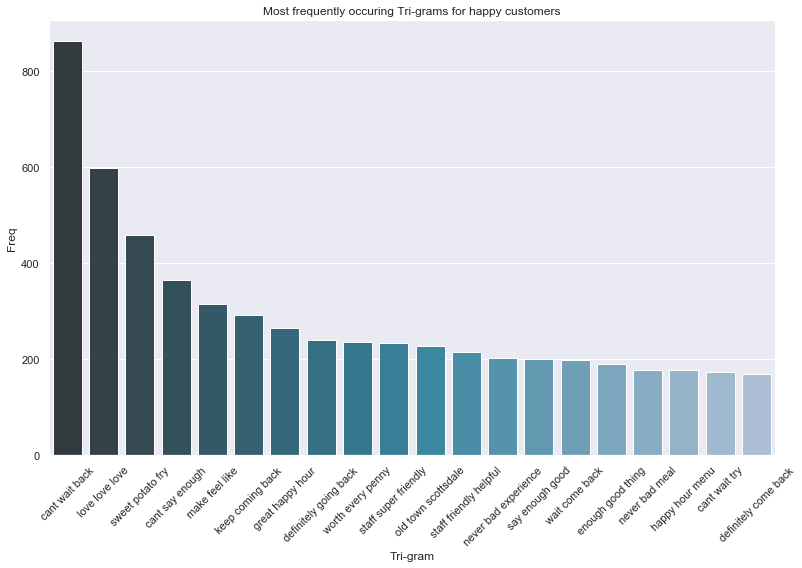 Most frequently occuring Tri-grams for happy customers
Freq
800
600
400
200
0
cant wait back
love love love
sweet potato fry
cant say enough
make feel like
keep coming back
great happy hour
definitely going back
worth every penny
staff super friendly
old town scottsdale
staff friendly helpful
never bad experience
say enough good
wait come back
enough good thing
never bad meal
happy hour menu
cant wait try
definitely come back
Tri-gram